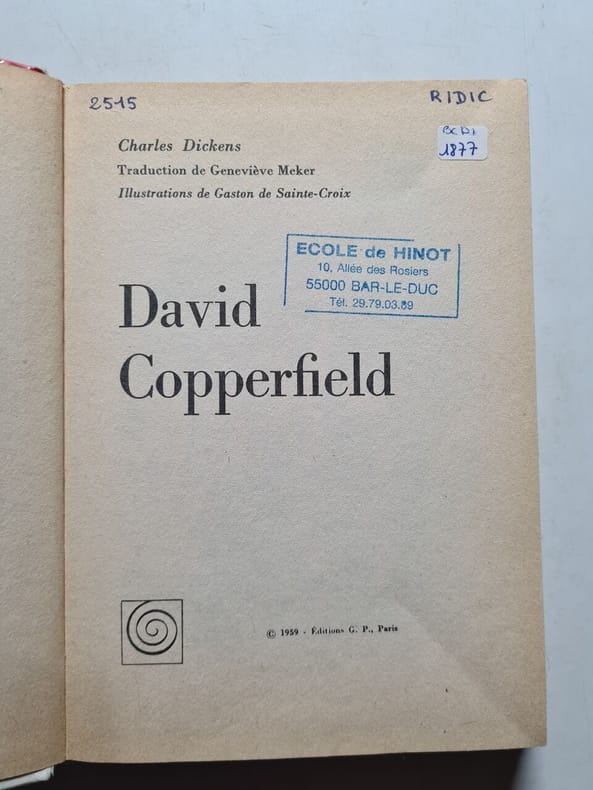 2515
RIDIC
BCDI
1877
Charles Dickens
Traduction de Geneviève Meker
Illustrations de Gaston de Sainte-Croix
ECOLE de HINOT
10, Allée des Rosiers
55000 BAR-LE-DUC
Tél. 29.79.03.89
David
Copperfield
© 1959 - Éditions G. P., Paris